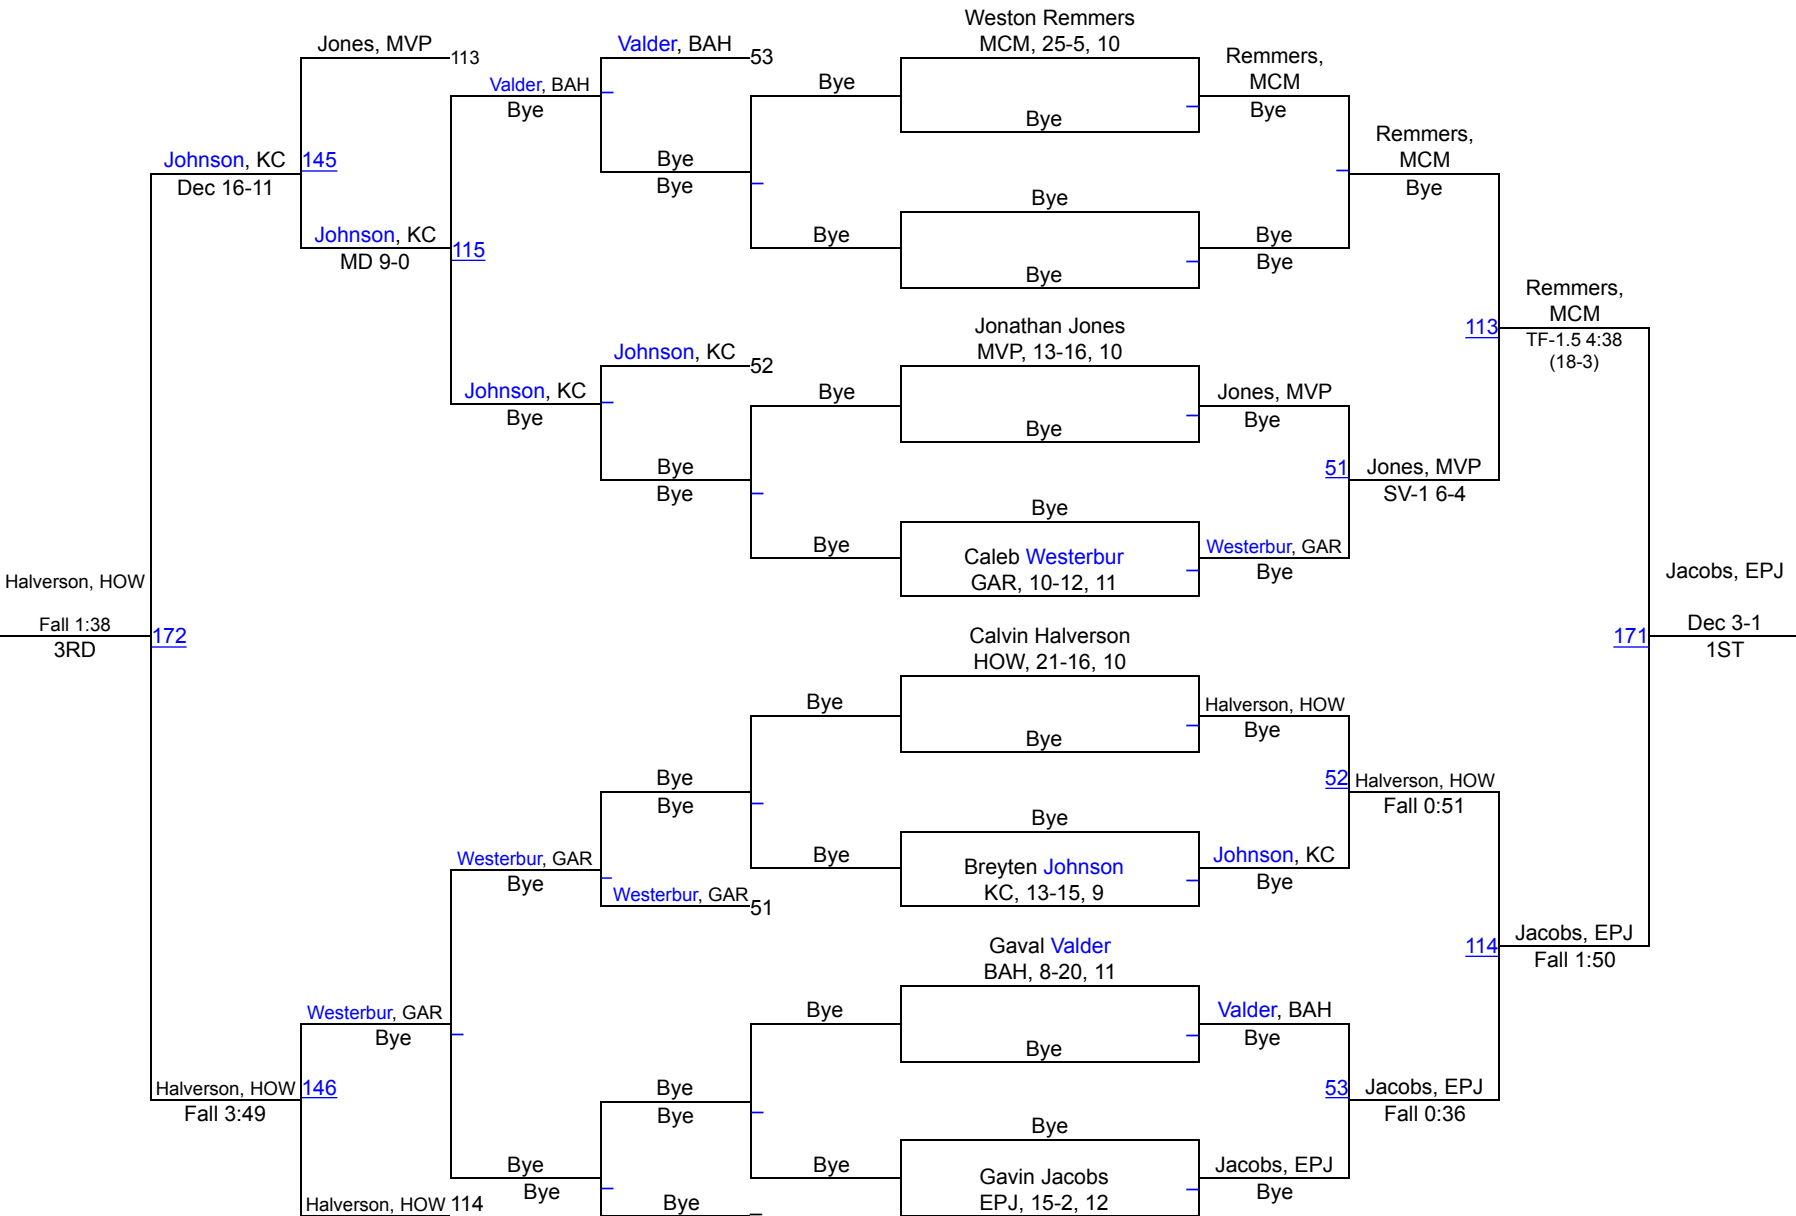 Weston Remmers
MCM, 25-5, 10
Jones, MVP
113
Valder, BAH
53
Remmers,
MCM
Bye
Valder, BAH
Bye
Bye
Bye
Remmers,
MCM
Bye
Johnson, KC
145
Dec 16-11
Bye
Bye
Bye
Johnson, KC
MD 9-0
115
Bye
Bye
Bye
Bye
Remmers,
MCM
TF-1.5 4:38
(18-3)
113
Jonathan Jones
MVP, 13-16, 10
Johnson, KC
52
Johnson, KC
Bye
Bye
Bye
Jones, MVP
Bye
Bye
Bye
51
Jones, MVP
SV-1 6-4
Bye
Bye
Caleb Westerbur
GAR, 10-12, 11
Westerbur, GAR
Bye
Halverson, HOW
Fall 1:38
3RD
172
Jacobs, EPJ
171
Dec 3-1
1ST
Calvin Halverson
HOW, 21-16, 10
Bye
Bye
Halverson, HOW
Bye
Bye
Bye
52
Halverson, HOW
Fall 0:51
Bye
Westerbur, GAR
Bye
Bye
Breyten Johnson
KC, 13-15, 9
Johnson, KC
Bye
Westerbur, GAR
51
Gaval Valder
BAH, 8-20, 11
114
Jacobs, EPJ
Fall 1:50
Westerbur, GAR
Bye
Bye
Bye
Valder, BAH
Bye
Halverson, HOW
146
Fall 3:49
Bye
Bye
53
Jacobs, EPJ
Fall 0:36
Bye
Bye
Bye
Bye
Gavin Jacobs
EPJ, 15-2, 12
Jacobs, EPJ
Bye
Halverson, HOW
114
Bye